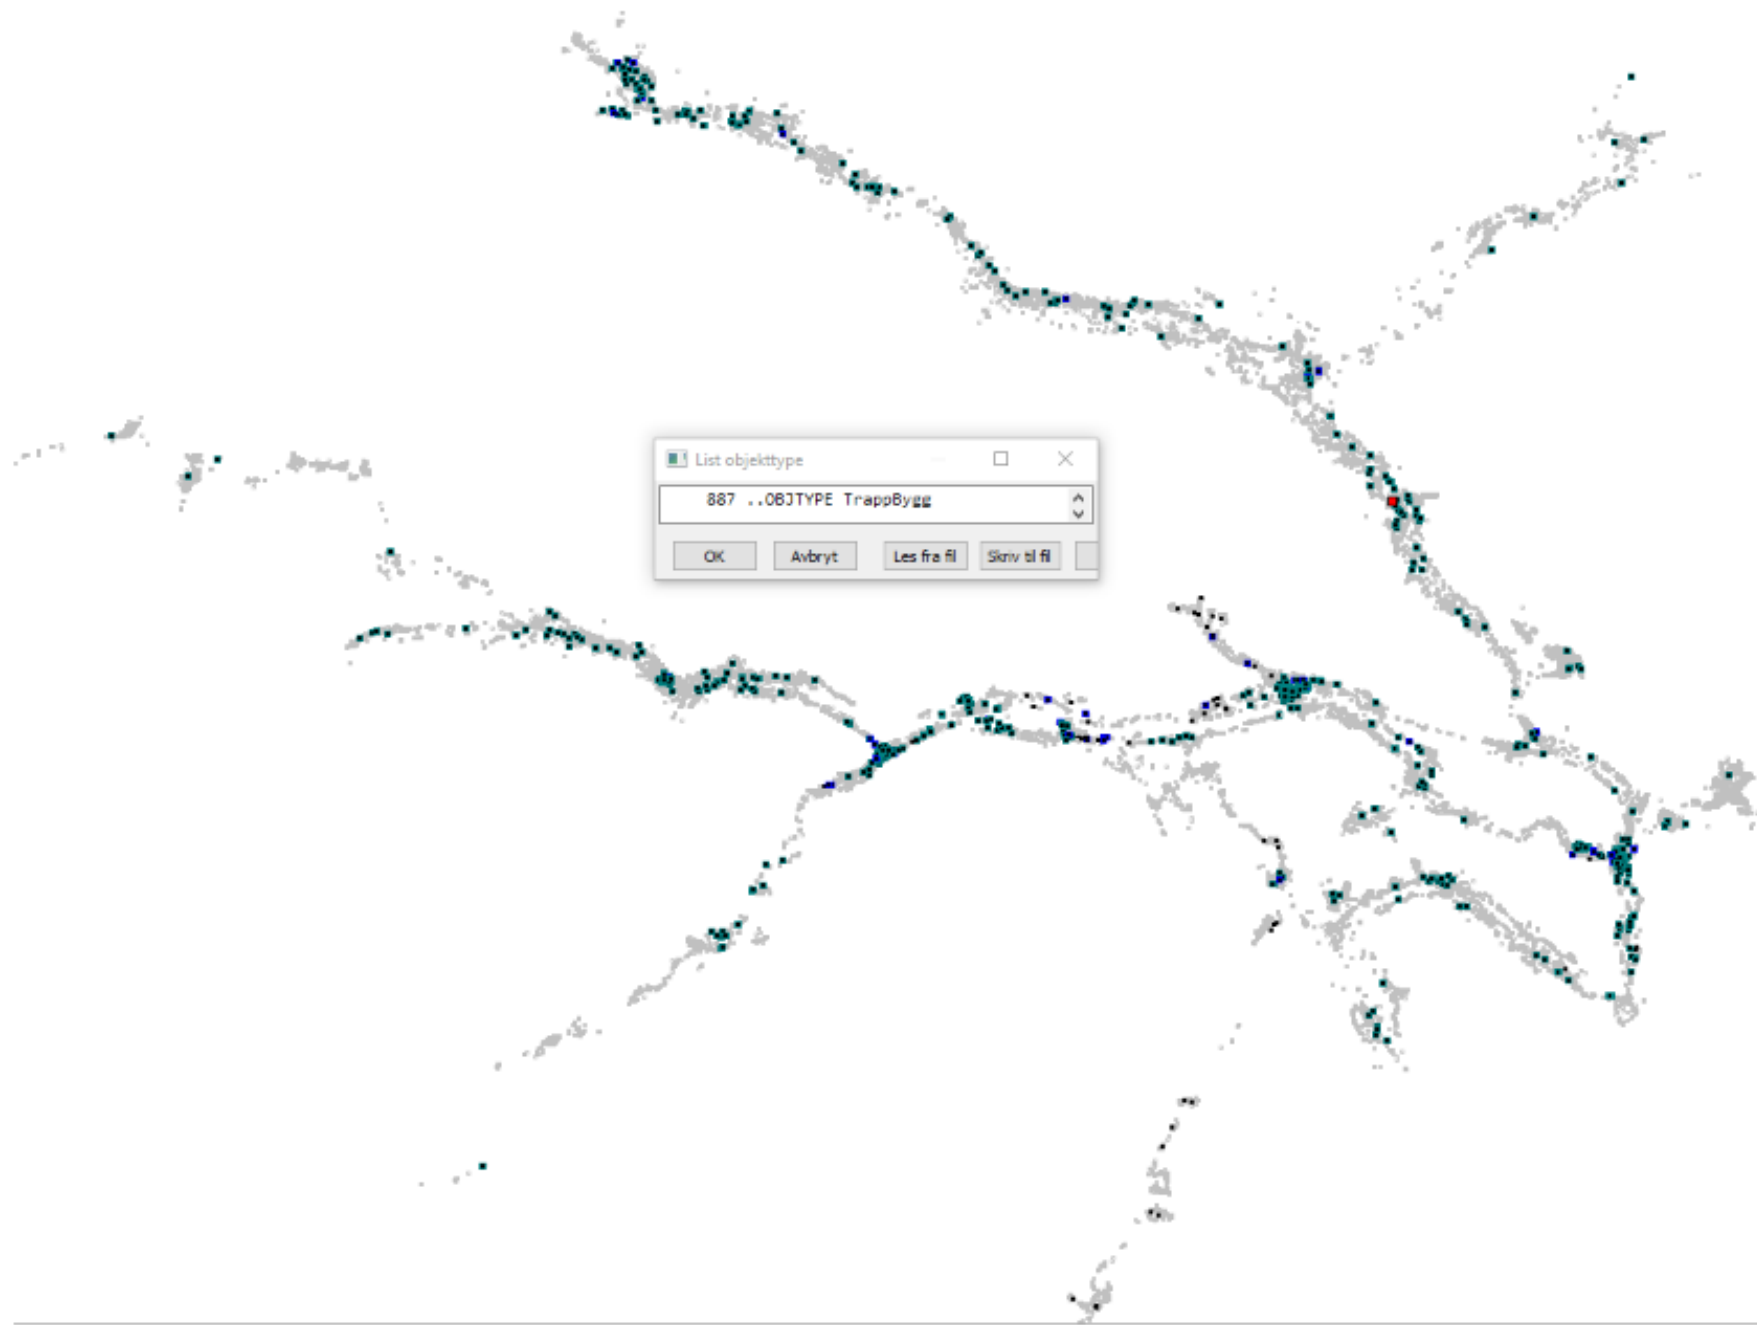 List objekttype
887 ..OBJTYPE TrappBygg
OK Avbryt Les fra fil Skriv til fil